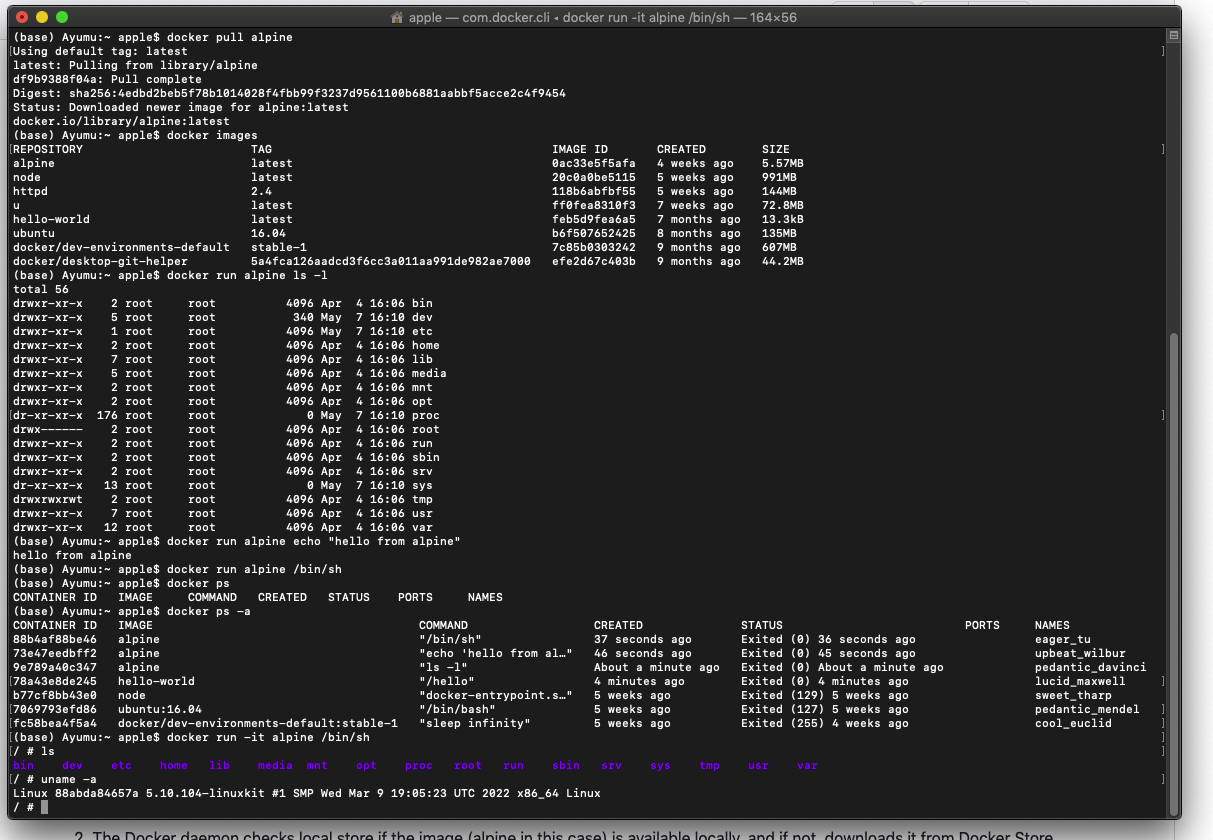 apple — com.docker.cli ◂ docker run -it alpine /bin/sh — 164×56
(base) Ayumu:~ apple$ docker pull alpine
[Using default tag: latest ]
latest: Pulling from library/alpine
df9b9388f04a: Pull complete
Digest: sha256:4edbd2beb5f78b1014028f4fbb99f3237d9561100b6881aabbf5acce2c4f9454
Status: Downloaded newer image for alpine:latest
docker.io/library/alpine:latest
(base) Ayumu:~ apple$ docker images
[REPOSITORY TAG IMAGE ID CREATED SIZE ]
alpine latest 0ac33e5f5afa 4 weeks ago 5.57MB
node latest 20c0a0be5115 5 weeks ago 991MB
httpd 2.4 118b6abfbf55 5 weeks ago 144MB
u latest ff0fea8310f3 7 weeks ago 72.8MB
hello-world latest feb5d9fea6a5 7 months ago 13.3kB
ubuntu 16.04 b6f507652425 8 months ago 135MB
docker/dev-environments-default stable-1 7c85b0303242 9 months ago 607MB
docker/desktop-git-helper 5a4fca126aadcd3f6cc3a011aa991de982ae7000 efe2d67c403b 9 months ago 44.2MB
(base) Ayumu:~ apple$ docker run alpine ls -l
total 56
drwxr-xr-x 2 root root 4096 Apr 4 16:06 bin
drwxr-xr-x 5 root root 340 May 7 16:10 dev
drwxr-xr-x 1 root root 4096 May 7 16:10 etc
drwxr-xr-x 2 root root 4096 Apr 4 16:06 home
drwxr-xr-x 7 root root 4096 Apr 4 16:06 lib
drwxr-xr-x 5 root root 4096 Apr 4 16:06 media
drwxr-xr-x 2 root root 4096 Apr 4 16:06 mnt
drwxr-xr-x 2 root root 4096 Apr 4 16:06 opt
[dr-xr-xr-x 176 root root 0 May 7 16:10 proc ]
drwx------ 2 root root 4096 Apr 4 16:06 root
drwxr-xr-x 2 root root 4096 Apr 4 16:06 run
drwxr-xr-x 2 root root 4096 Apr 4 16:06 sbin
drwxr-xr-x 2 root root 4096 Apr 4 16:06 srv
dr-xr-xr-x 13 root root 0 May 7 16:10 sys
drwxrwxrwt 2 root root 4096 Apr 4 16:06 tmp
drwxr-xr-x 7 root root 4096 Apr 4 16:06 usr
drwxr-xr-x 12 root root 4096 Apr 4 16:06 var
(base) Ayumu:~ apple$ docker run alpine echo "hello from alpine"
hello from alpine
(base) Ayumu:~ apple$ docker run alpine /bin/sh
(base) Ayumu:~ apple$ docker ps
CONTAINER ID IMAGE COMMAND CREATED STATUS PORTS NAMES
(base) Ayumu:~ apple$ docker ps -a
CONTAINER ID IMAGE COMMAND CREATED STATUS PORTS NAMES
88b4af88be46 alpine "/bin/sh" 37 seconds ago Exited (0) 36 seconds ago eager_tu
73e47eedbff2 alpine "echo 'hello from al…" 46 seconds ago Exited (0) 45 seconds ago upbeat_wilbur
9e789a40c347 alpine "ls -l" About a minute ago Exited (0) About a minute ago pedantic_davinci
[78a43e8de245 hello-world "/hello" 4 minutes ago Exited (0) 4 minutes ago lucid_maxwell ]
b77cf8bb43e0 node "docker-entrypoint.s…" 5 weeks ago Exited (129) 5 weeks ago sweet_tharp
[7069793efd86 ubuntu:16.04 "/bin/bash" 5 weeks ago Exited (127) 5 weeks ago pedantic_mendel ]
[fc58bea4f5a4 docker/dev-environments-default:stable-1 "sleep infinity" 5 weeks ago Exited (255) 4 weeks ago cool_euclid ]
[(base) Ayumu:~ apple$ docker run -it alpine /bin/sh ]
[/ # ls ]
bin dev etc home lib media mnt opt proc root run sbin srv sys tmp usr var
[/ # uname -a ]
Linux 88abda84657a 5.10.104-linuxkit #1 SMP Wed Mar 9 19:05:23 UTC 2022 x86_64 Linux
/ #
2. The Docker daemon checks local store if the image (alpine in this case) is available locally, and if not, downloads it from Docker Store.